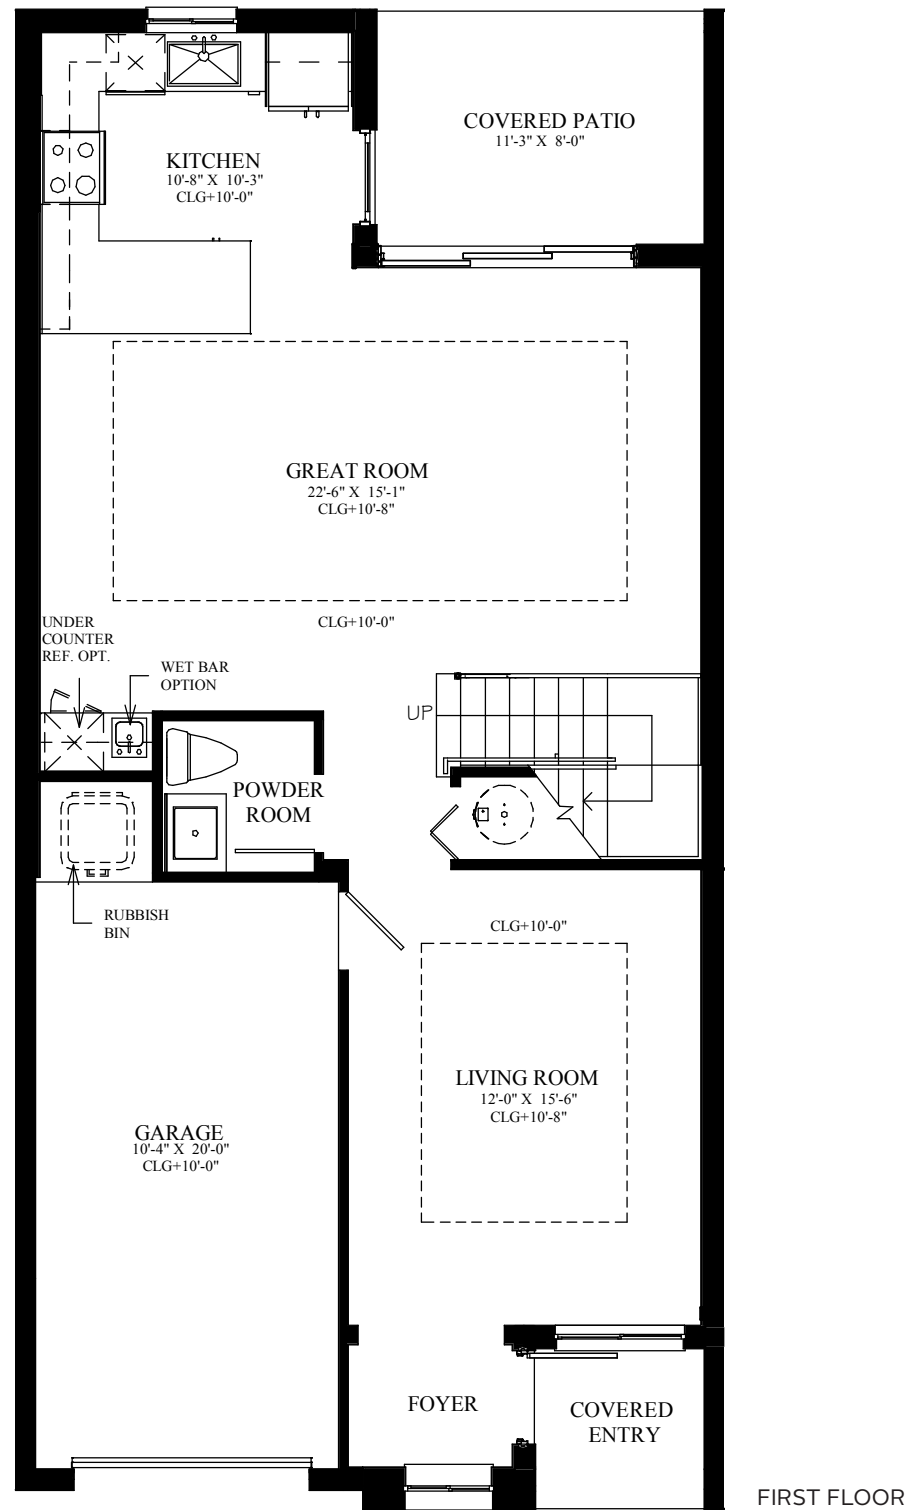 COVERED PATIO
11'-3" X 8'-0"
KITCHEN
10'-8" X 10'-3"
CLG+10'-0"
GREAT ROOM
22'-6" X 15'-1"
CLG+10'-8"
CLG+10'-0"
UNDER
COUNTER
REF. OPT.
WET BAR
OPTION
UP
POWDER
ROOM
RUBBISH
BIN
CLG+10'-0"
LIVING ROOM
12'-0" X 15'-6"
CLG+10'-8"
GARAGE
10'-4" X 20'-0"
CLG+10'-0"
FOYER
COVERED
ENTRY
FIRST FLOOR